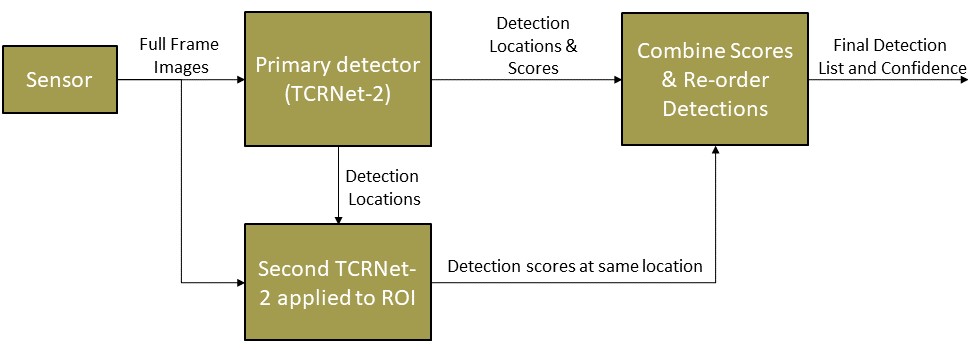 Sensor
Full Frame
Images
Primary detector
(TCRNet-2)
Detection
Locations &
Scores
Combine Scores
& Re-order
Detections
Final Detection
List and Confidence
Detection
Locations
Second TCRNet-
2 applied to ROI
Detection scores at same location